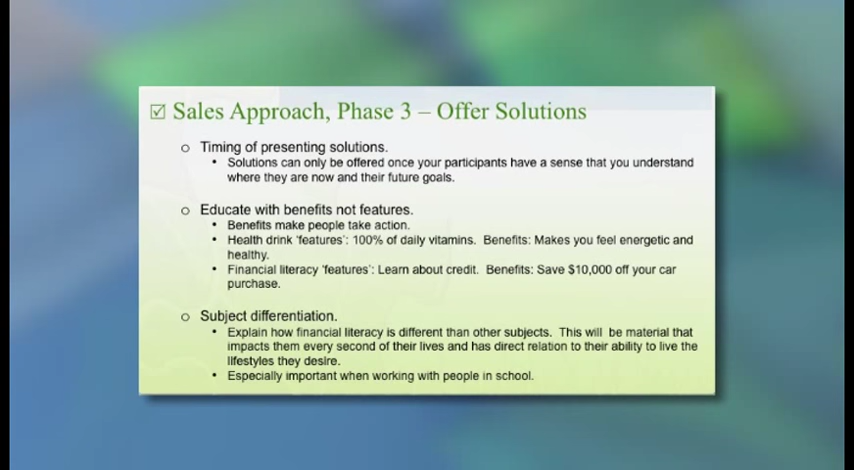 ☑ Sales Approach, Phase 3 – Offer Solutions
o Timing of presenting solutions.
• Solutions can only be offered once your participants have a sense that you understand
where they are now and their future goals.
o Educate with benefits not features.
• Benefits make people take action.
• Health drink 'features': 100% of daily vitamins. Benefits: Makes you feel energetic and
healthy.
• Financial literacy 'features': Learn about credit. Benefits: Save $10,000 off your car
purchase.
o Subject differentiation.
• Explain how financial literacy is different than other subjects. This will be material that
impacts them every second of their lives and has direct relation to their ability to live the
lifestyles they desire.
• Especially important when working with people in school.